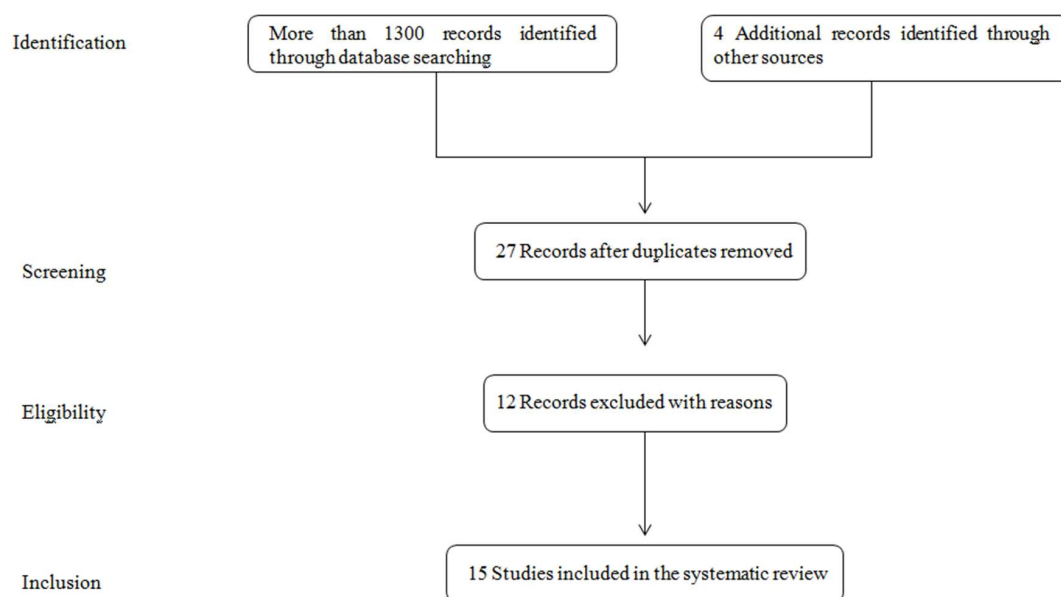 Identification
More than 1300 records identified
through database searching
4 Additional records identified through
other sources
27 Records after duplicates removed
Screening
12 Records excluded with reasons
Eligibility
15 Studies included in the systematic review
Inclusion